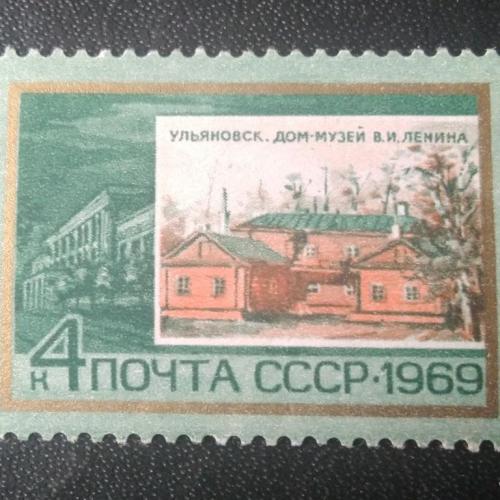 УЛЬЯНОВСК. ДОМ-МУЗЕЙ В.И.ЛЕНИНА
4 к ПОЧТА СССР·1969